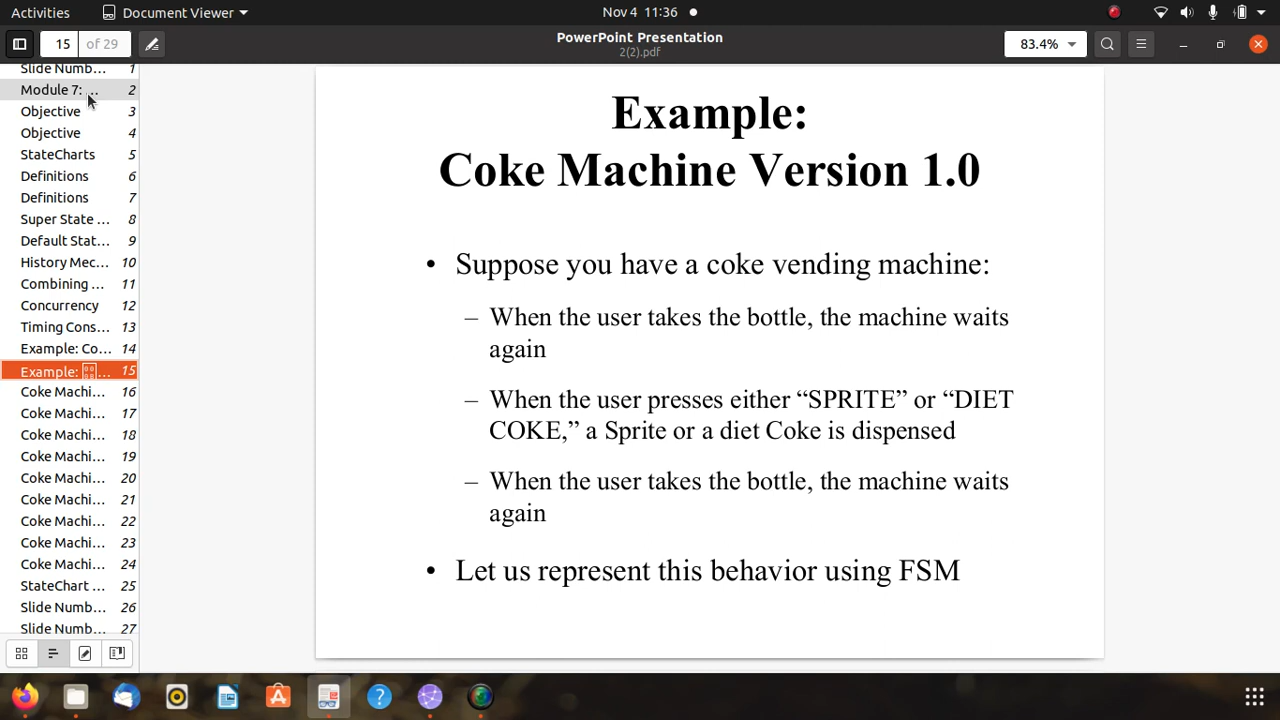 Activities
Document Viewer
Nov 4 11:36
15
of 29
PowerPoint Presentation
2(2).pdf
83.4%
Slide Numb... 1
Module 7: ... 2
Objective 3
Objective 4
StateCharts 5
Definitions 6
Definitions 7
Super State ... 8
Default Stat... 9
History Mec... 10
Combining ... 11
Concurrency 12
Timing Cons... 13
Example: Co... 14
Example: ... 15
Coke Machi... 16
Coke Machi... 17
Coke Machi... 18
Coke Machi... 19
Coke Machi... 20
Coke Machi... 21
Coke Machi... 22
Coke Machi... 23
Coke Machi... 24
StateChart ... 25
Slide Numb... 26
Slide Numb... 27
Example:
Coke Machine Version 1.0
• Suppose you have a coke vending machine:
– When the user takes the bottle, the machine waits
again
– When the user presses either “SPRITE” or “DIET
COKE,” a Sprite or a diet Coke is dispensed
– When the user takes the bottle, the machine waits
again
• Let us represent this behavior using FSM